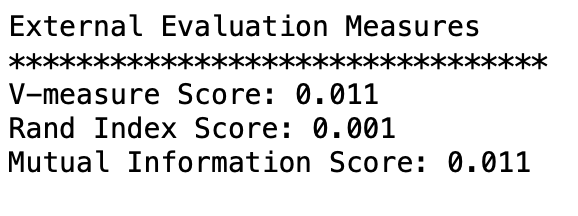 External Evaluation Measures
********************************
V-measure Score: 0.011
Rand Index Score: 0.001
Mutual Information Score: 0.011